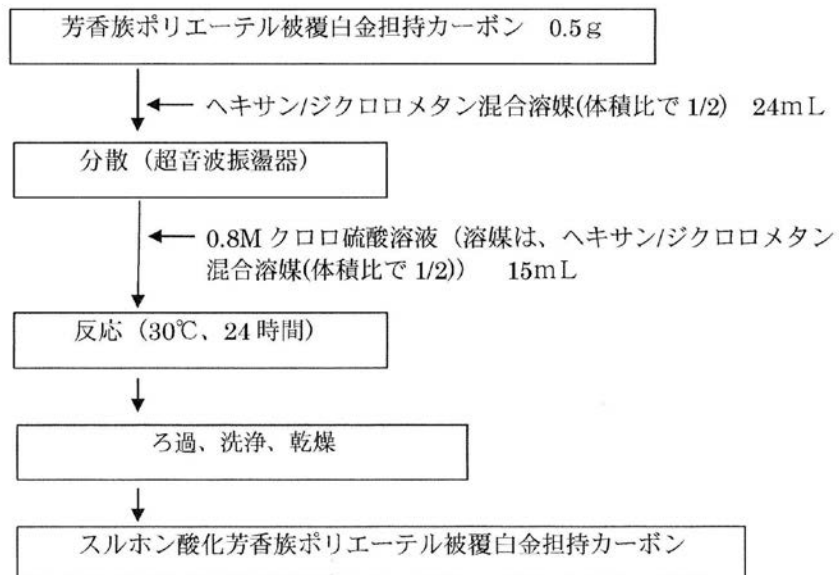 芳香族ポリエーテル被覆白金担持カーボン　0.5ｇ
ヘキサン/ジクロロメタン混合溶媒(体積比で 1/2)　24ｍＬ
分散（超音波振盪器）
0.8M クロロ硫酸溶液（溶媒は、ヘキサン/ジクロロメタン
混合溶媒(体積比で 1/2)）　15ｍＬ
反応（30℃、24 時間）
ろ過、洗浄、乾燥
スルホン酸化芳香族ポリエーテル被覆白金担持カーボン